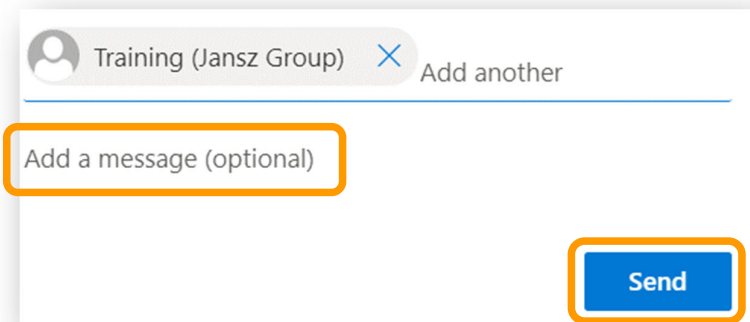 Training (Jansz Group) Add another
Add a message (optional)
Send